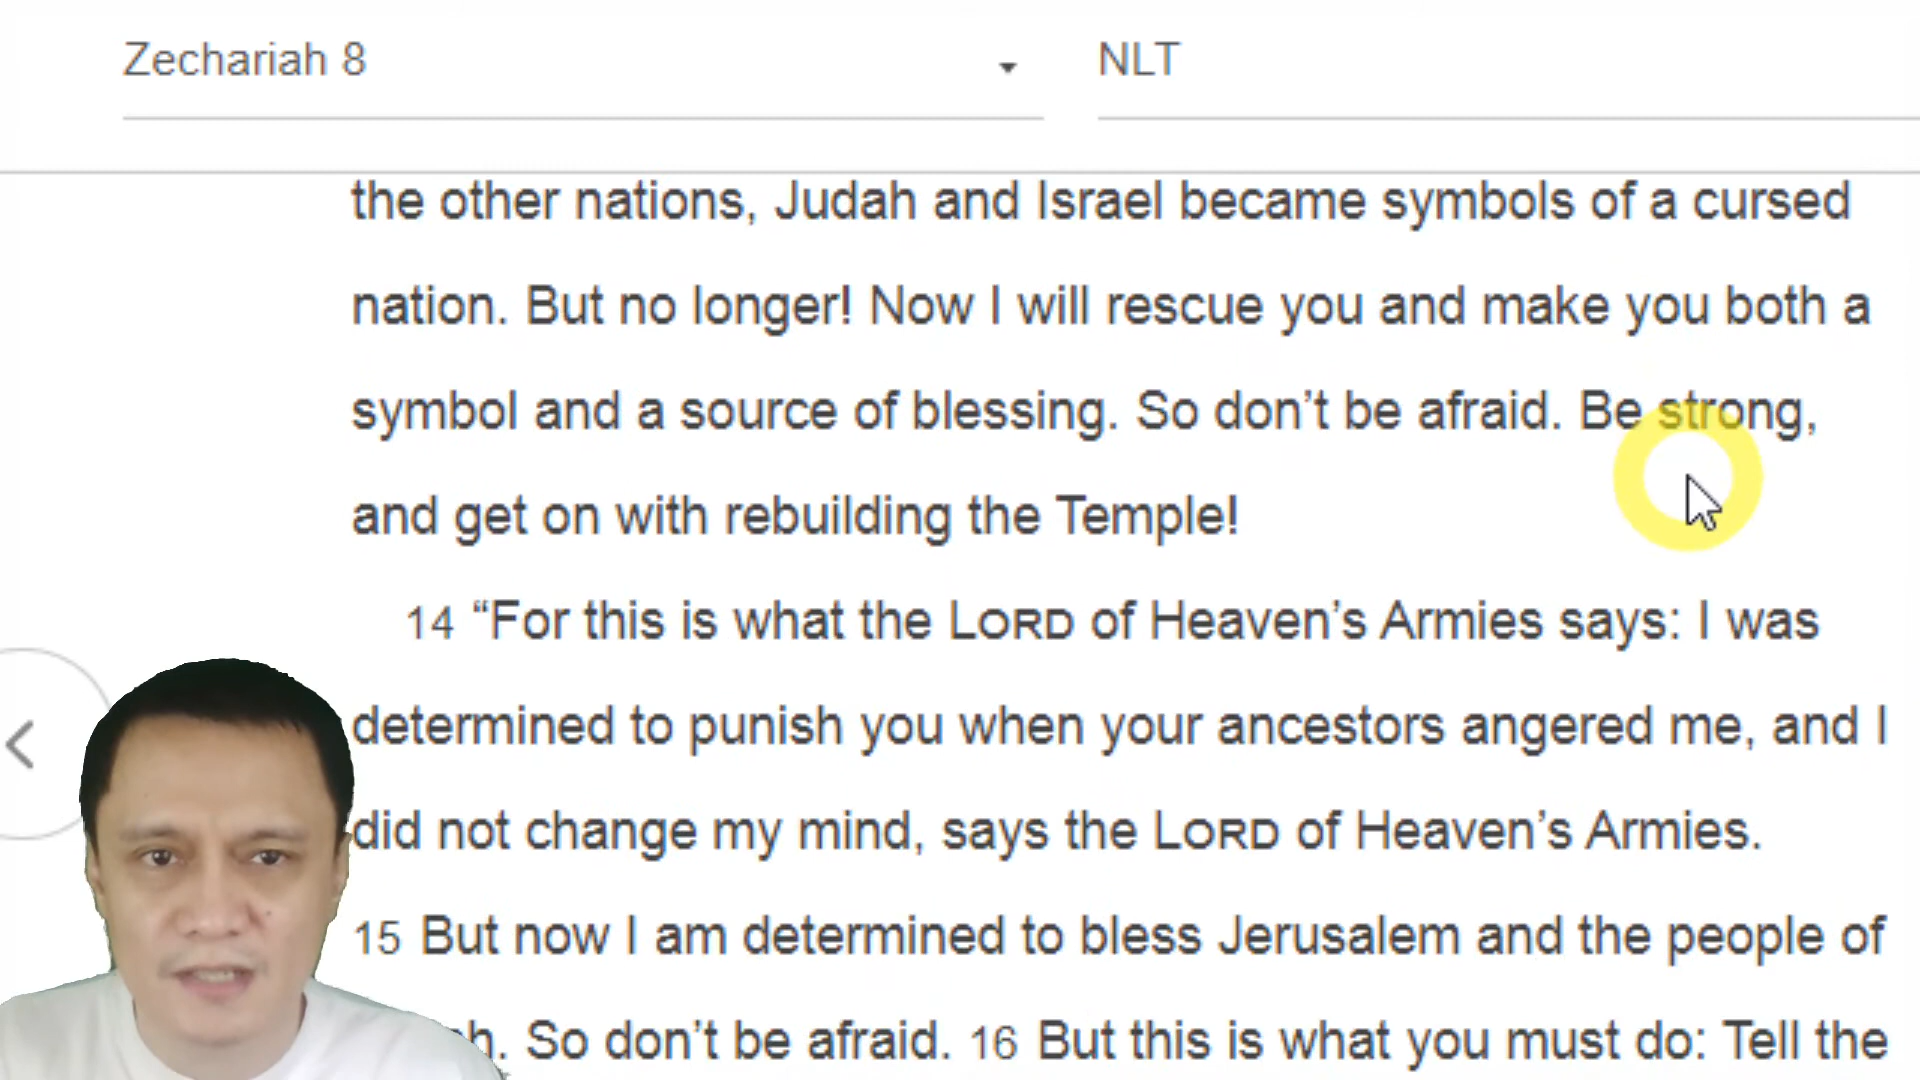 Zechariah 8
NLT
the other nations, Judah and Israel became symbols of a cursed
nation. But no longer! Now I will rescue you and make you both a
symbol and a source of blessing. So don’t be afraid. Be strong,
and get on with rebuilding the Temple!
14 “For this is what the LORD of Heaven’s Armies says: I was
determined to punish you when your ancestors angered me, and I
did not change my mind, says the LORD of Heaven’s Armies.
15 But now I am determined to bless Jerusalem and the people of
h. So don’t be afraid. 16 But this is what you must do: Tell the